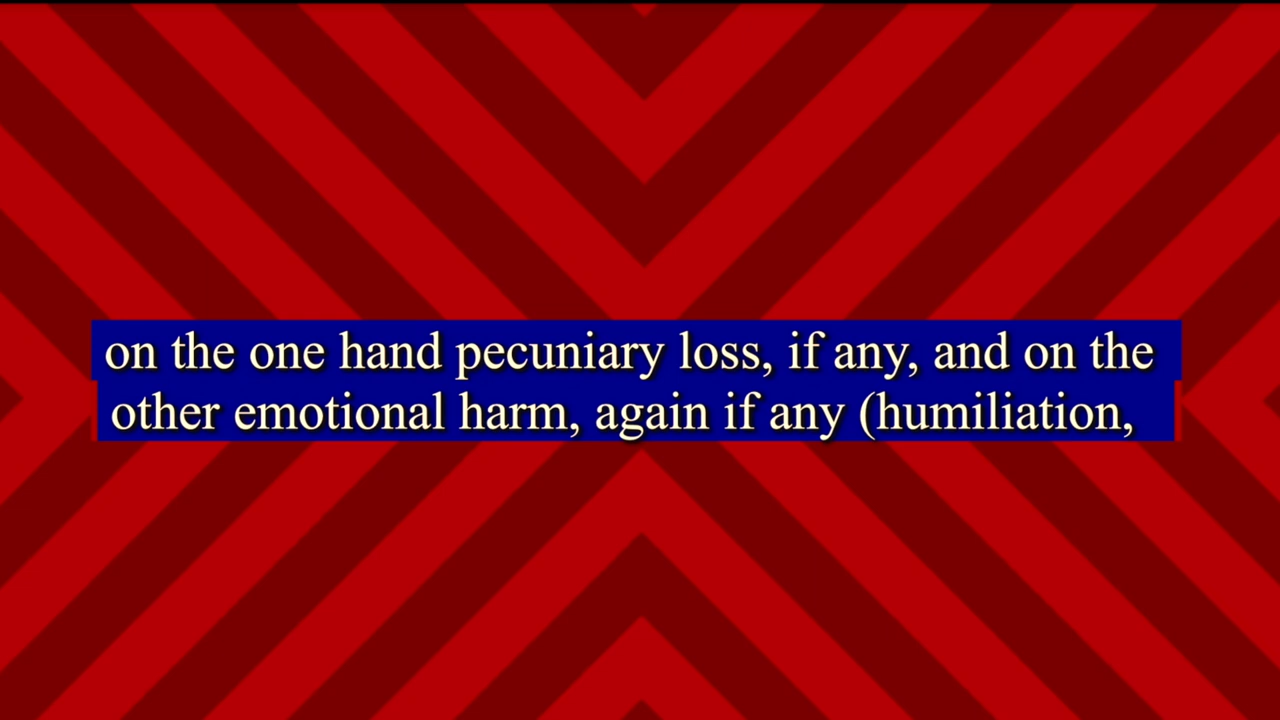 on the one hand pecuniary loss, if any, and on the
other emotional harm, again if any (humiliation,